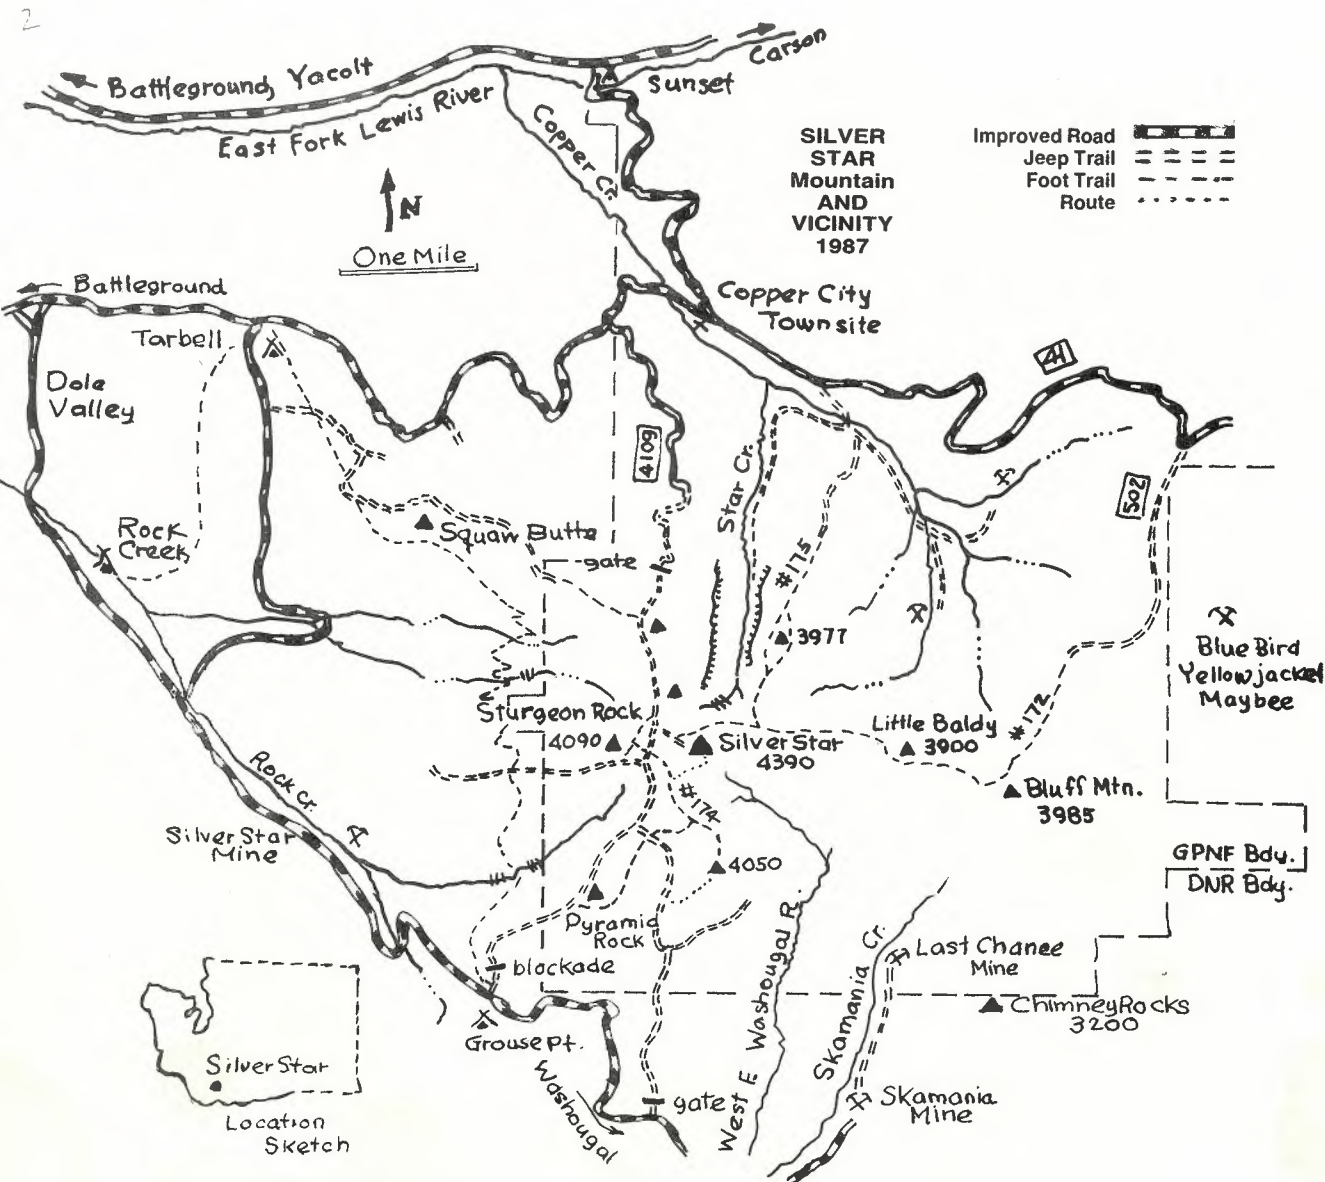 2
Battleground, Yacolt
Carson
Sunset
East Fork Lewis River
Copper Cr.
N
One Mile
SILVER
STAR
Mountain
AND
VICINITY
1987
Improved Road
Jeep Trail
Foot Trail
Route
Battleground
Tarbell
Dole
Valley
Copper City
Townsite
41
4109
Star Cr.
502
Rock
Creek
Squaw Butte
gate
#175
3977
Blue Bird
Yellowjacket
Maybee
Sturgeon Rock
4090
Silver Star
4390
Little Baldy
3900
#172
Bluff Mtn.
3985
Rock Cr.
#174
Silver Star
Mine
4050
GPNF Bdy.
DNR Bdy.
Pyramid
Rock
blockade
West F. Washougal R.
Skamania Cr.
Last Chance
Mine
Chimney Rocks
3200
Grouse Pt.
Washougal
gate
Skamania
Mine
Silver Star
Location
Sketch